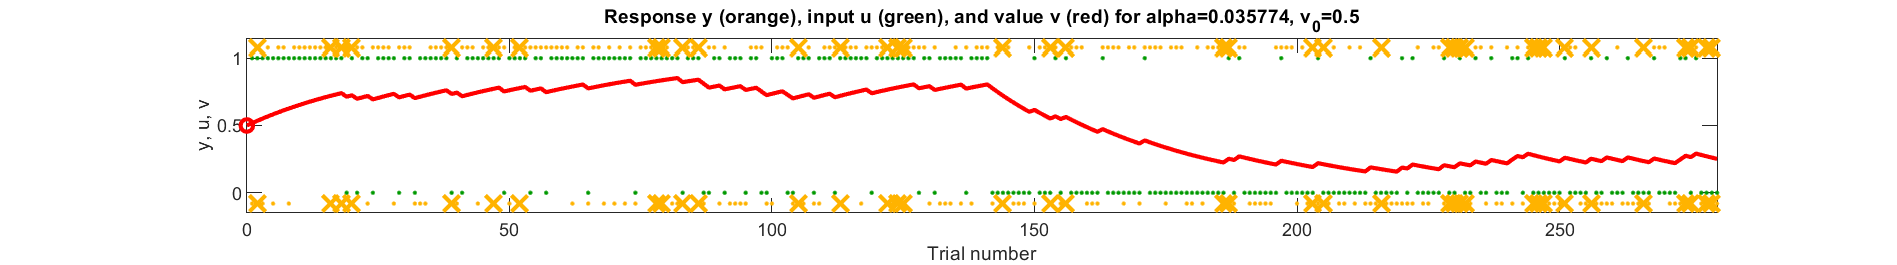 Response y (orange), input u (green), and value v (red) for alpha=0.035774, v0=0.5
1
0.5
0
y, u, v
0 50 100 150 200 250
Trial number